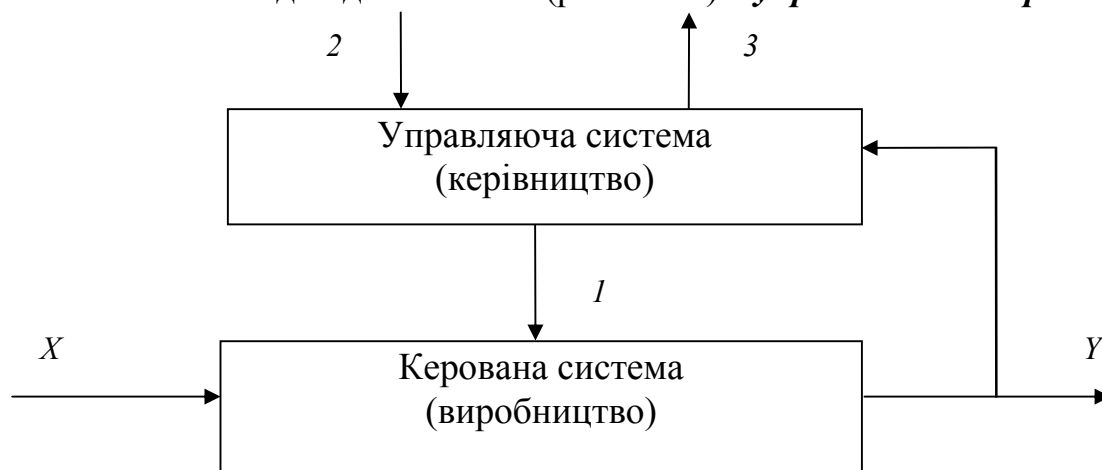 2 3
Управляюча система
(керівництво)
1
X Y
Керована система
(виробництво)